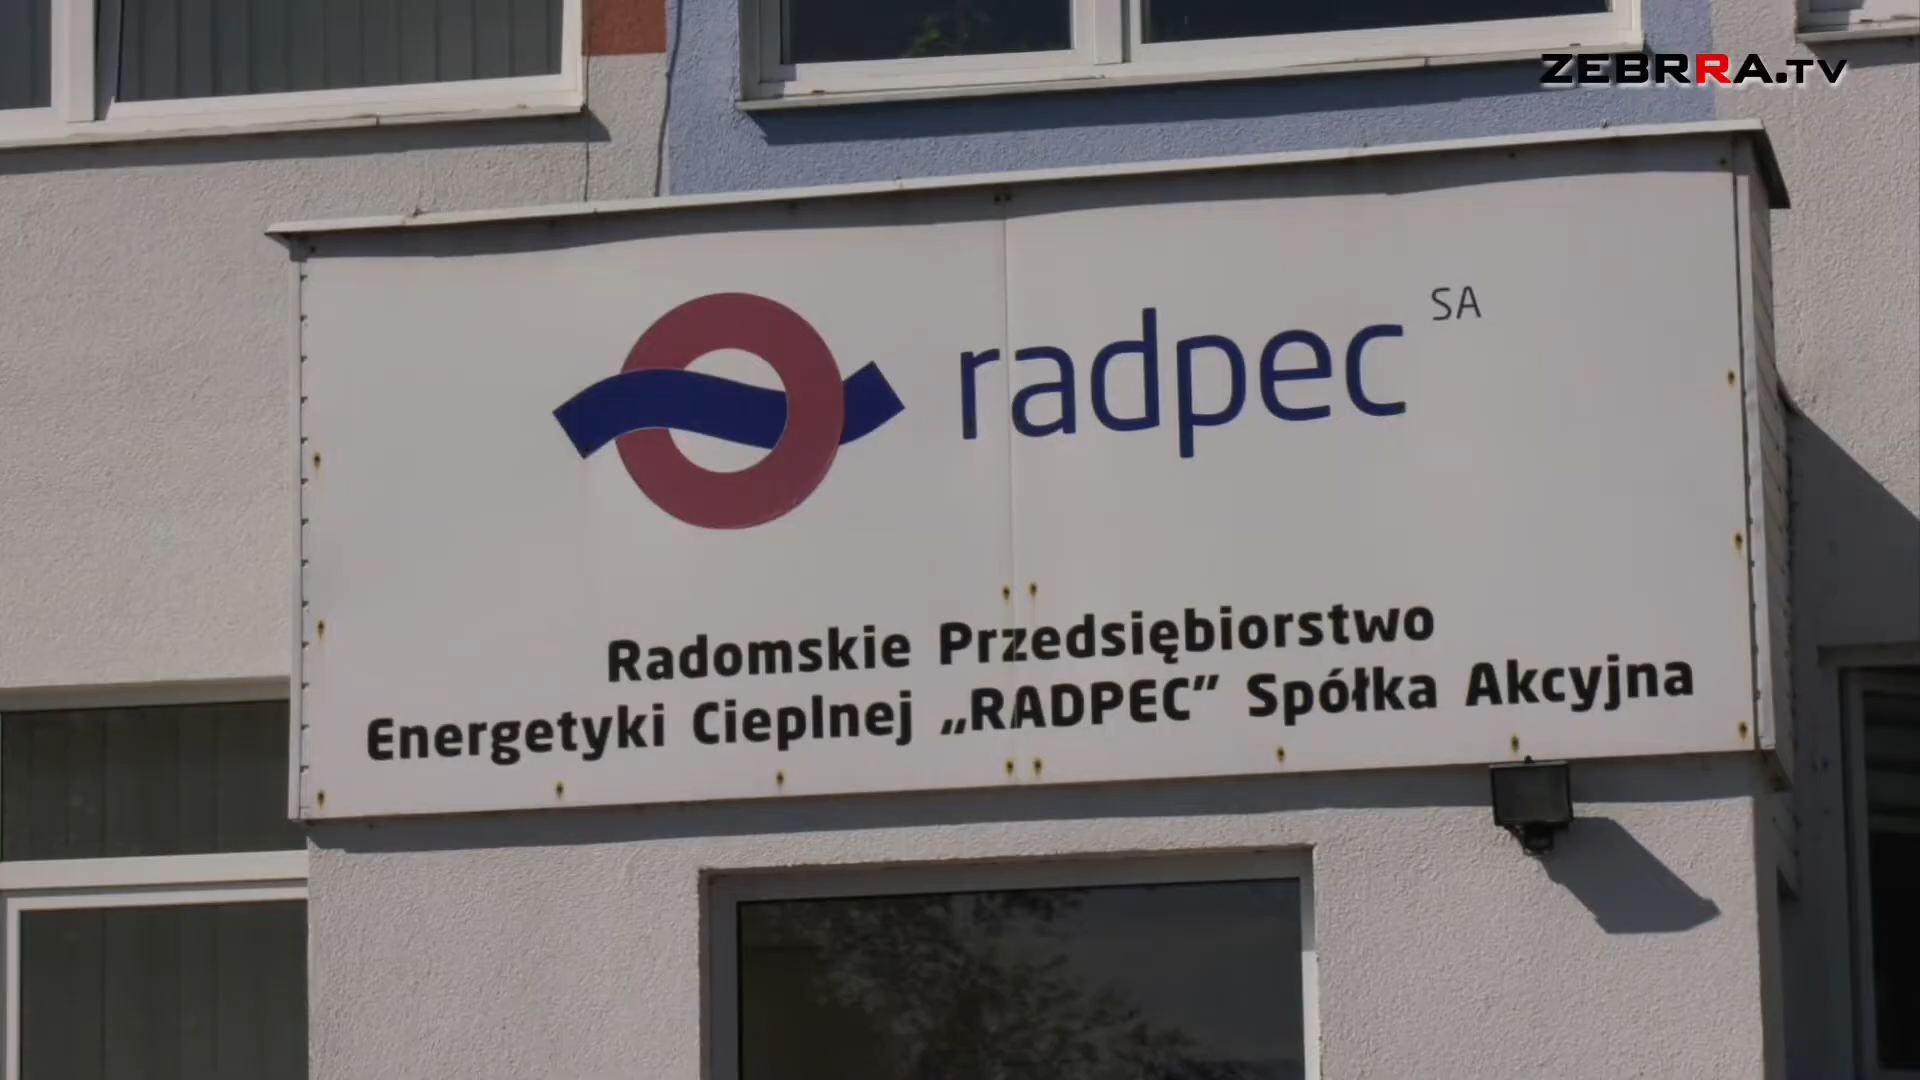 ZEBRRA.TV
radpec SA
Radomskie Przedsiębiorstwo
Energetyki Cieplnej „RADPEC” Spółka Akcyjna